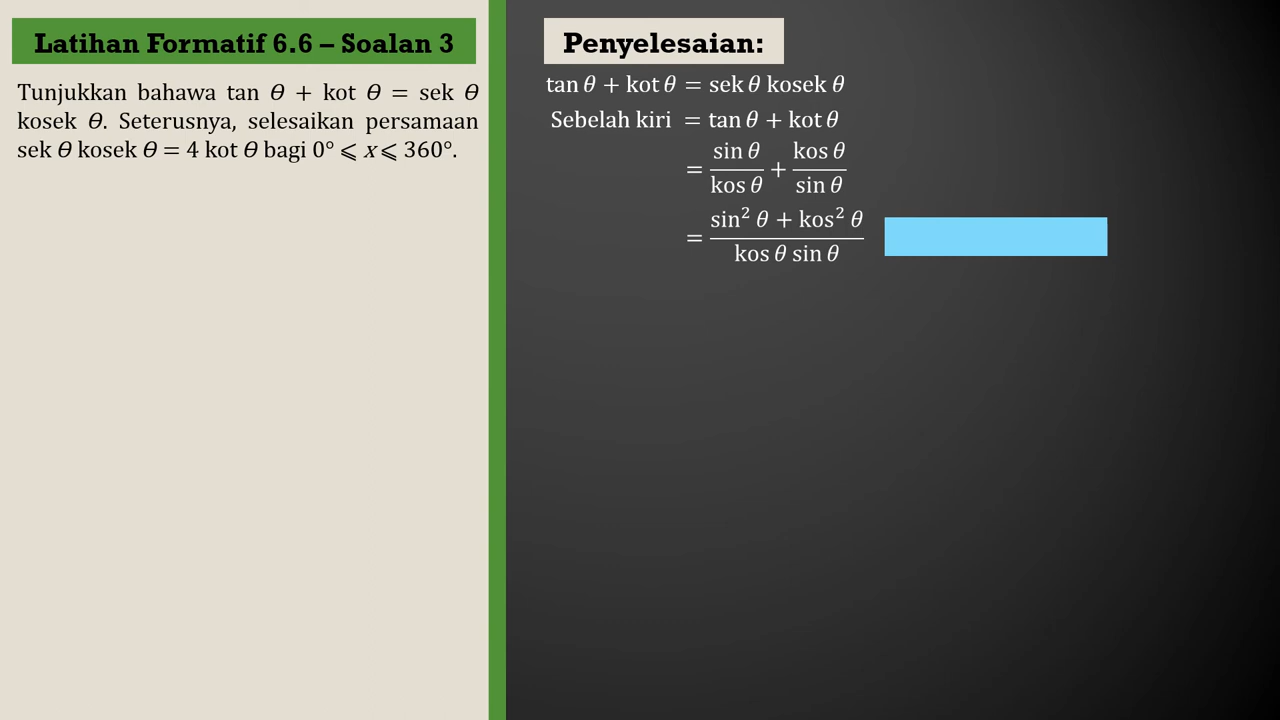 Latihan Formatif 6.6 – Soalan 3
Tunjukkan bahawa tan θ + kot θ = sek θ
kosek θ. Seterusnya, selesaikan persamaan
sek θ kosek θ = 4 kot θ bagi 0° ⩽ x ⩽ 360°.
Penyelesaian:
tan θ + kot θ = sek θ kosek θ
Sebelah kiri = tan θ + kot θ
= sin θ / kos θ + kos θ / sin θ
= sin² θ + kos² θ / kos θ sin θ